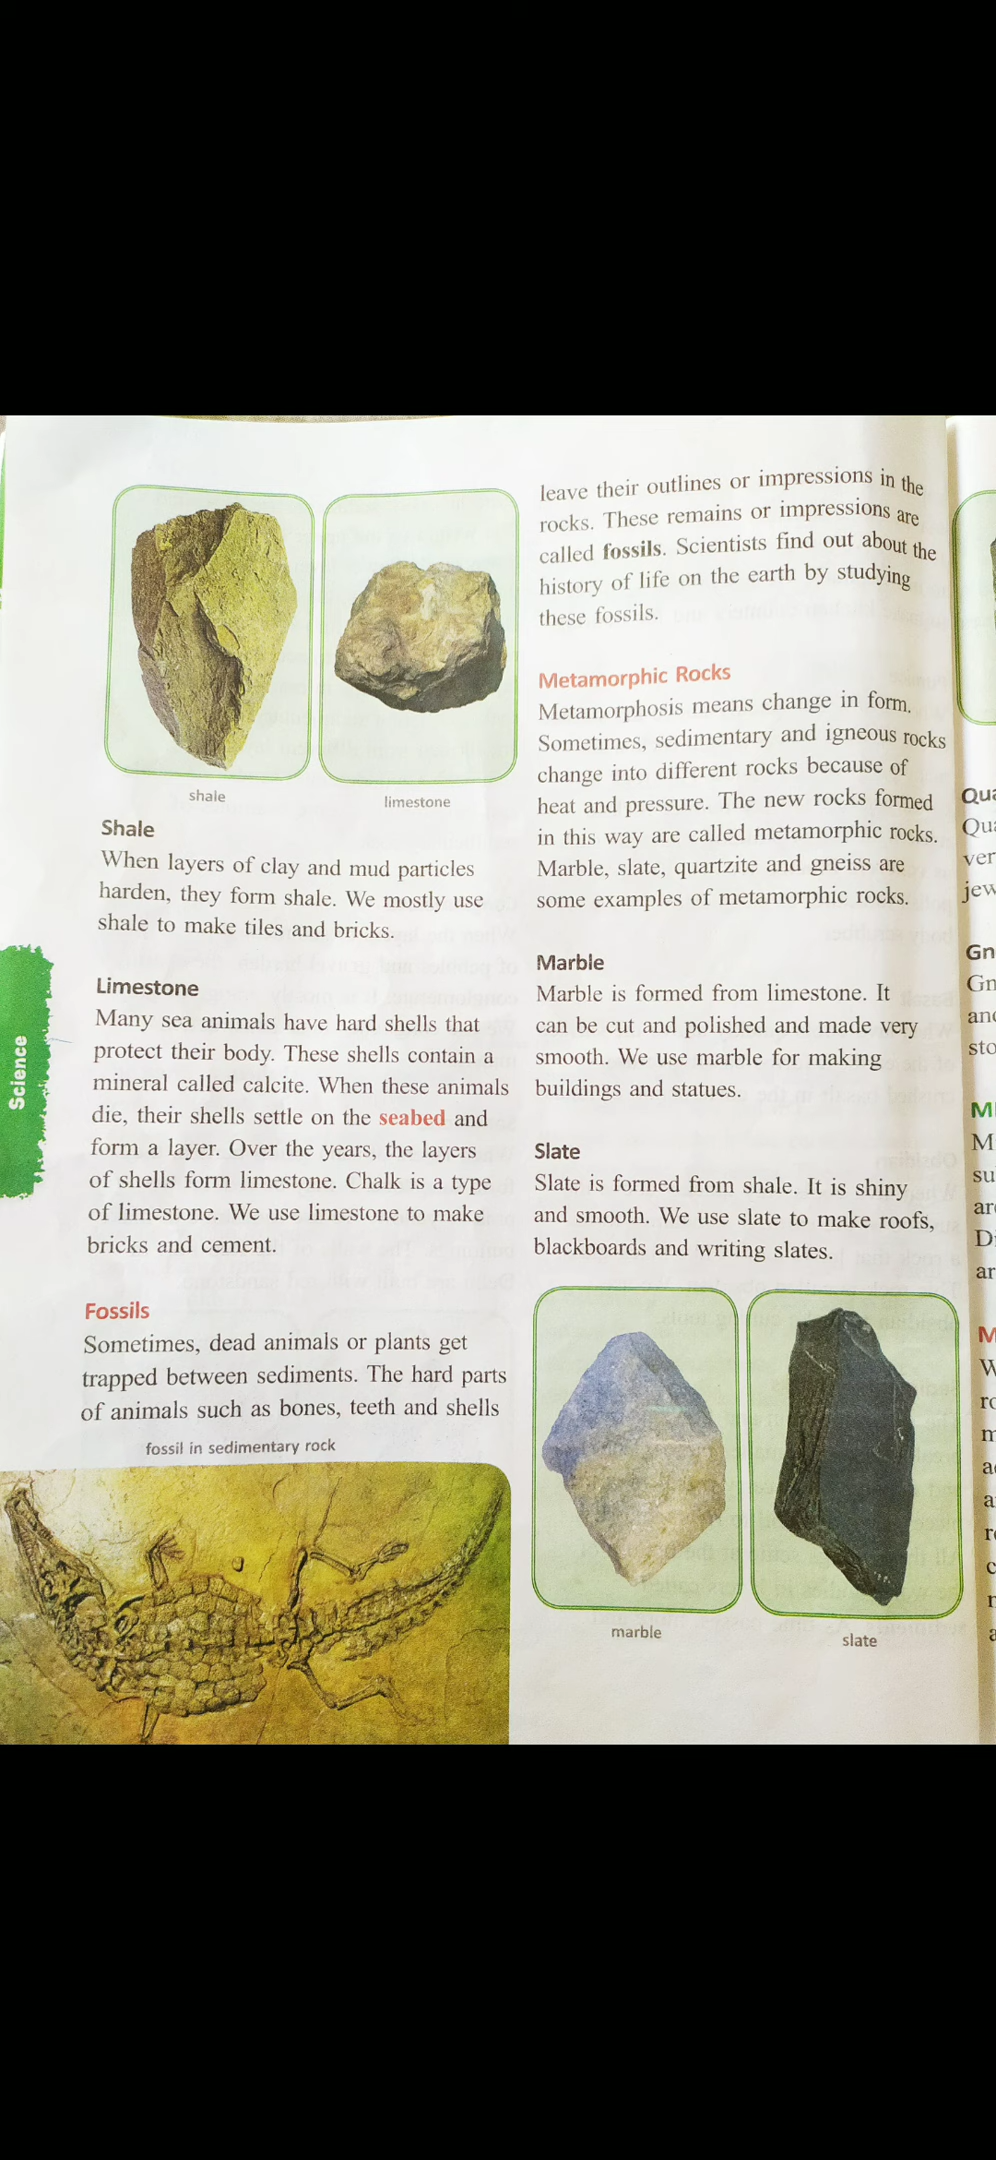 shale
limestone
Shale
When layers of clay and mud particles
harden, they form shale. We mostly use
shale to make tiles and bricks.
Limestone
Many sea animals have hard shells that
protect their body. These shells contain a
mineral called calcite. When these animals
die, their shells settle on the seabed and
form a layer. Over the years, the layers
of shells form limestone. Chalk is a type
of limestone. We use limestone to make
bricks and cement.
Fossils
Sometimes, dead animals or plants get
trapped between sediments. The hard parts
of animals such as bones, teeth and shells
fossil in sedimentary rock
Science
leave their outlines or impressions in the
rocks. These remains or impressions are
called fossils. Scientists find out about the
history of life on the earth by studying
these fossils.
Metamorphic Rocks
Metamorphosis means change in form.
Sometimes, sedimentary and igneous rocks
change into different rocks because of
heat and pressure. The new rocks formed
in this way are called metamorphic rocks.
Marble, slate, quartzite and gneiss are
some examples of metamorphic rocks.
Marble
Marble is formed from limestone. It
can be cut and polished and made very
smooth. We use marble for making
buildings and statues.
Slate
Slate is formed from shale. It is shiny
and smooth. We use slate to make roofs,
blackboards and writing slates.
marble
slate